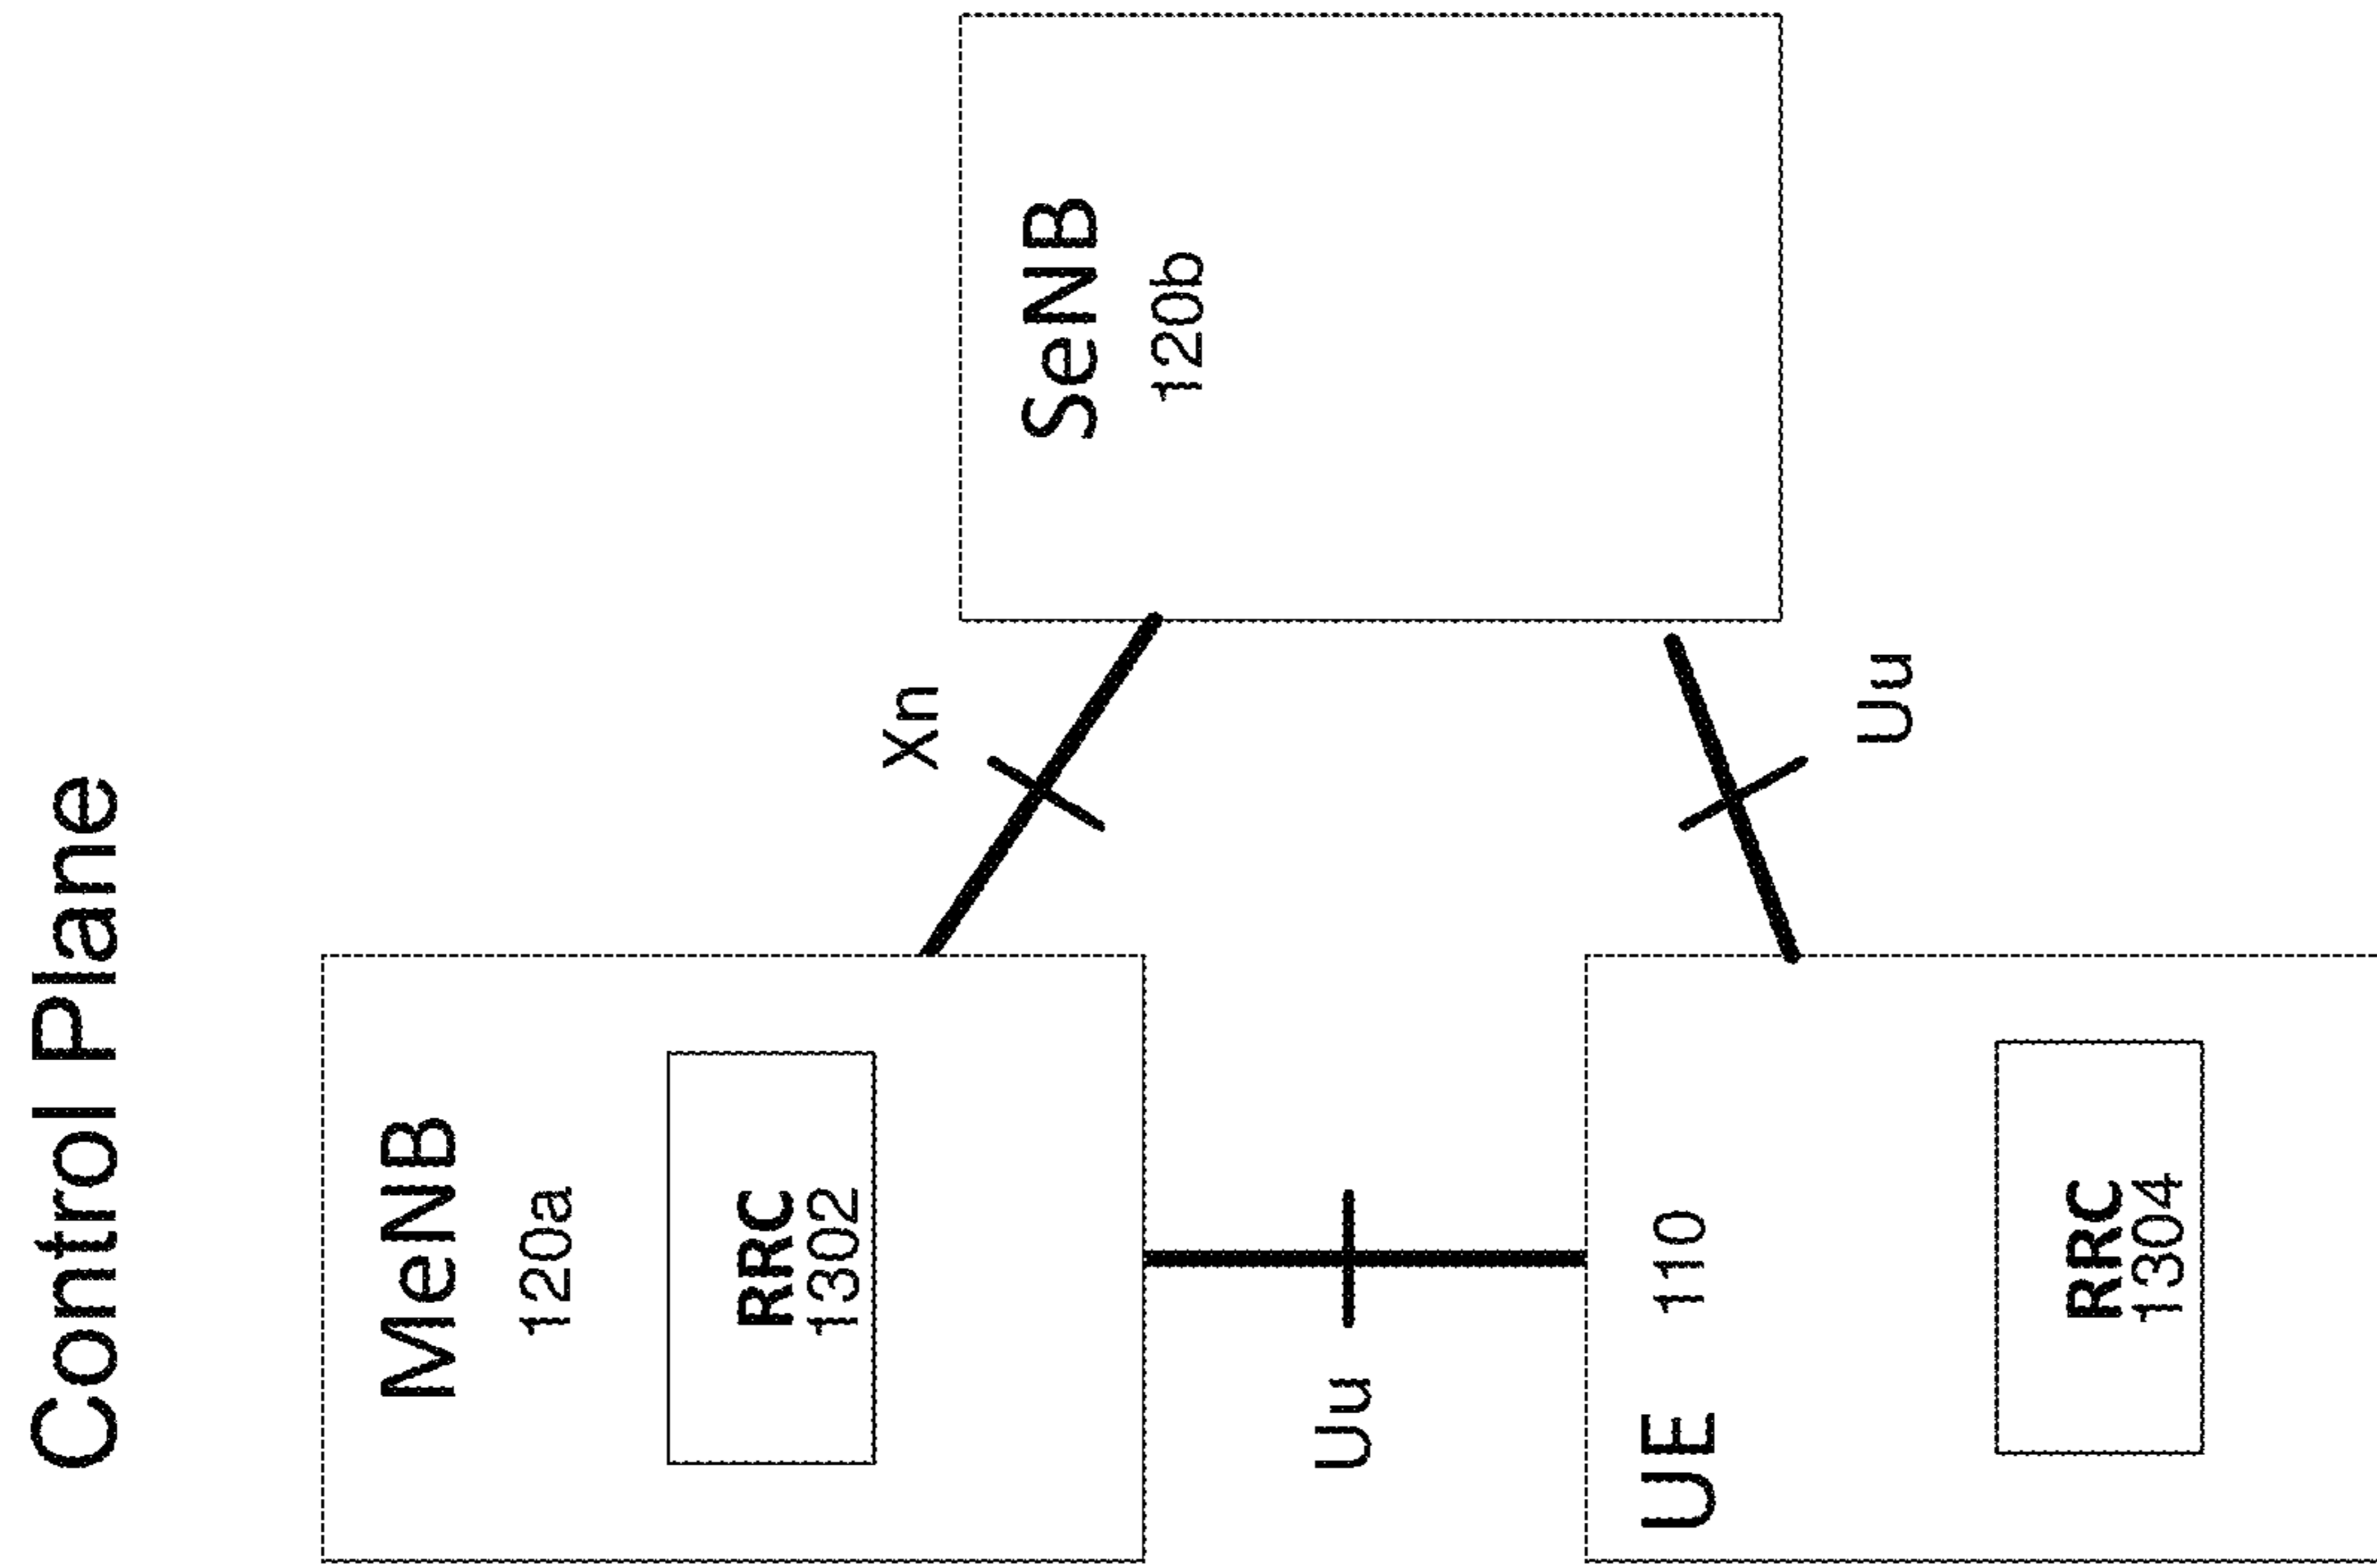 Control Plane
MeNB
120a
RRC
1302
Xn
SeNB
120b
Uu
Uu
UE 110
RRC
1304